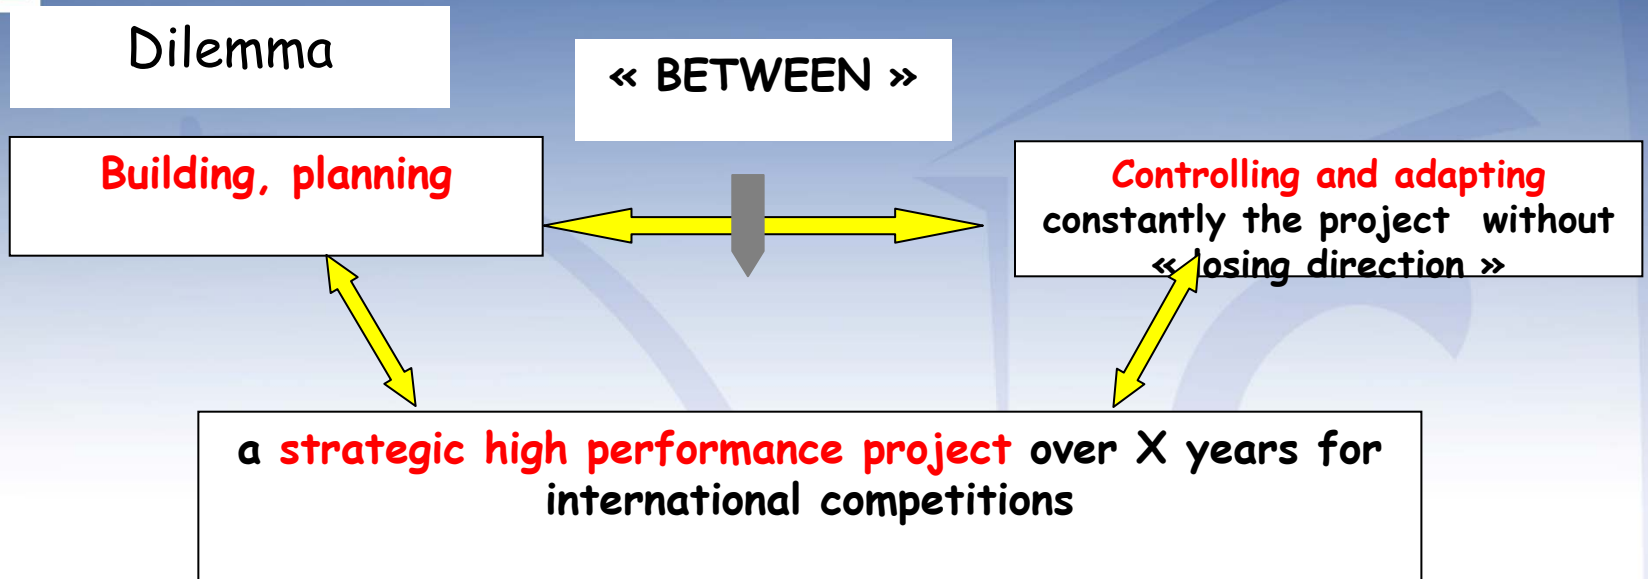 Dilemma
« BETWEEN »
Building, planning
Controlling and adapting
constantly the project without
« losing direction »
a strategic high performance project over X years for
international competitions